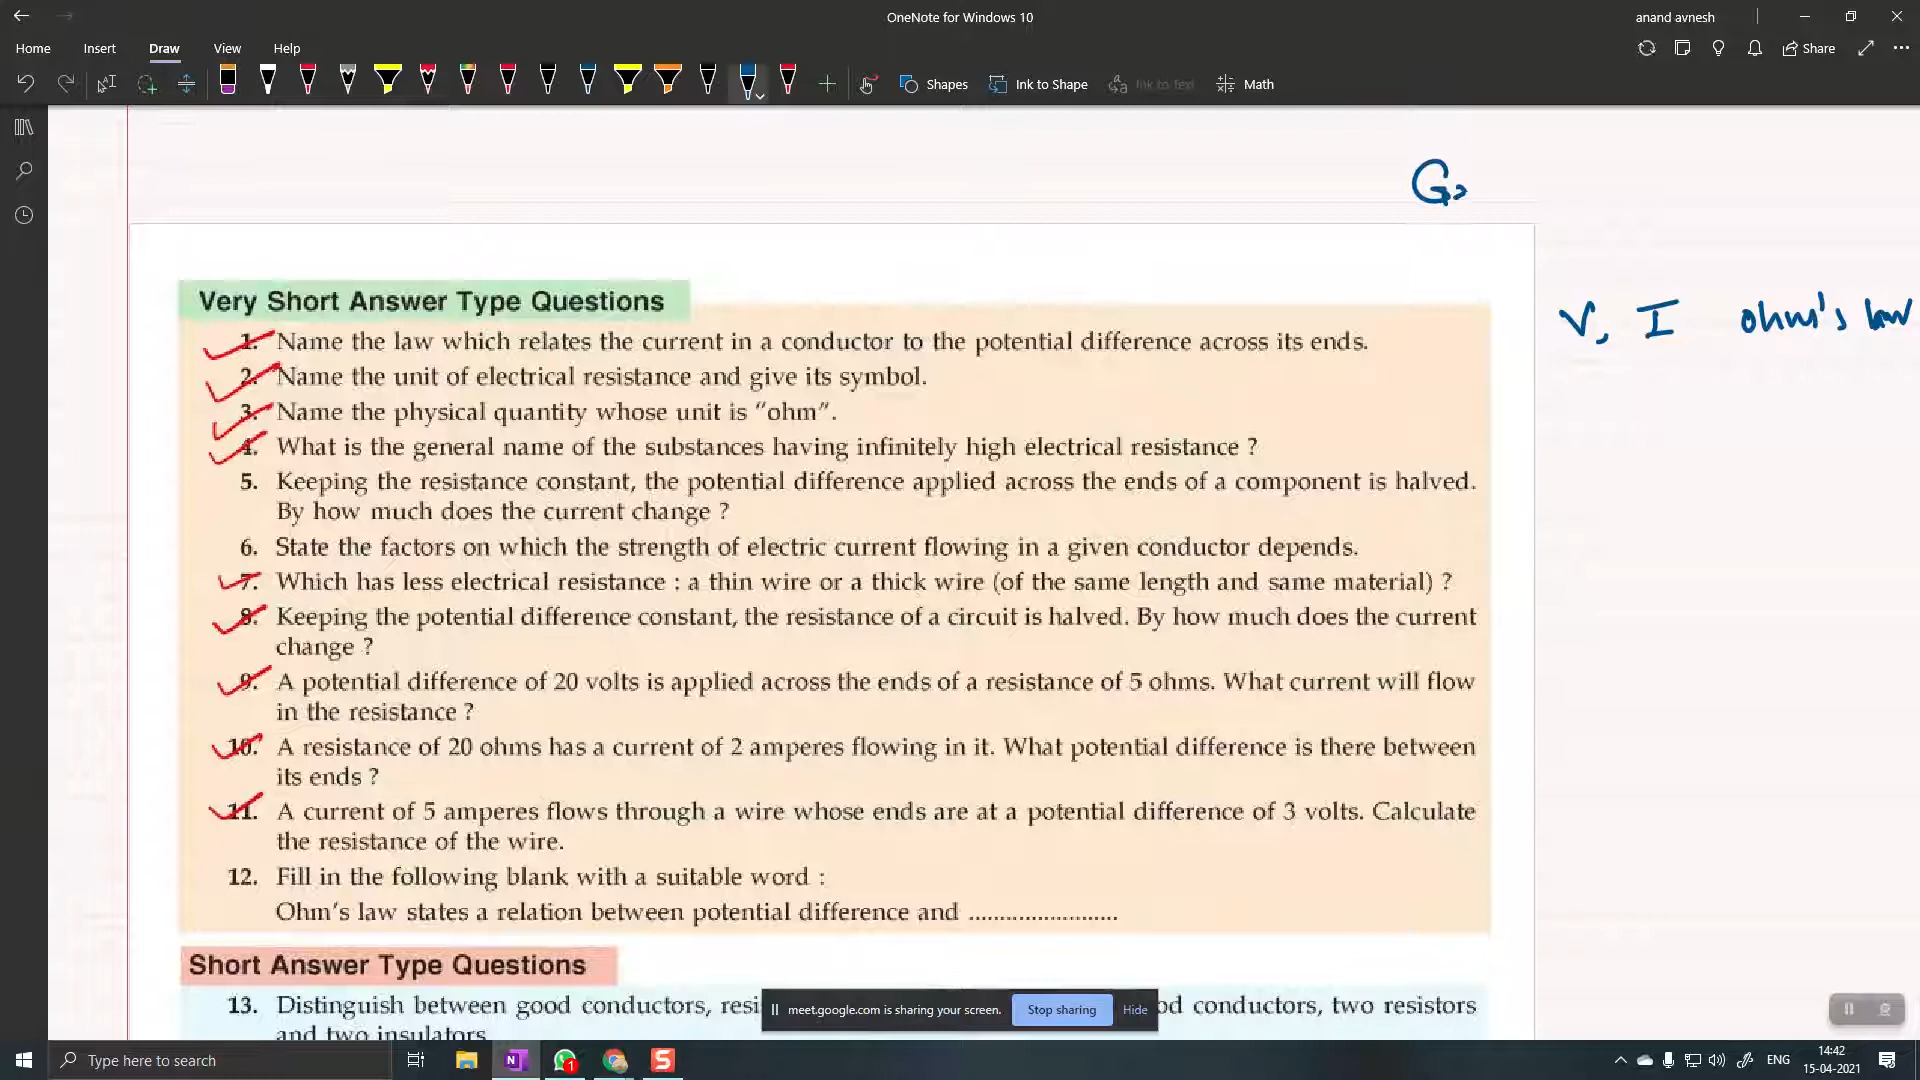 OneNote for Windows 10
anand avnesh
Home Insert Draw View Help
Share
Shapes Ink to Shape Ink to Text Math
G
V, I ohm's law
Very Short Answer Type Questions
1. Name the law which relates the current in a conductor to the potential difference across its ends.
2. Name the unit of electrical resistance and give its symbol.
3. Name the physical quantity whose unit is “ohm”.
4. What is the general name of the substances having infinitely high electrical resistance ?
5. Keeping the resistance constant, the potential difference applied across the ends of a component is halved.
By how much does the current change ?
6. State the factors on which the strength of electric current flowing in a given conductor depends.
7. Which has less electrical resistance : a thin wire or a thick wire (of the same length and same material) ?
8. Keeping the potential difference constant, the resistance of a circuit is halved. By how much does the current
change ?
9. A potential difference of 20 volts is applied across the ends of a resistance of 5 ohms. What current will flow
in the resistance ?
10. A resistance of 20 ohms has a current of 2 amperes flowing in it. What potential difference is there between
its ends ?
11. A current of 5 amperes flows through a wire whose ends are at a potential difference of 3 volts. Calculate
the resistance of the wire.
12. Fill in the following blank with a suitable word :
Ohm's law states a relation between potential difference and ........................
Short Answer Type Questions
13. Distinguish between good conductors, conductors, two resistors
and two insulators
meet.google.com is sharing your screen. Stop sharing Hide
Type here to search
1
ENG
14:42
15-04-2021